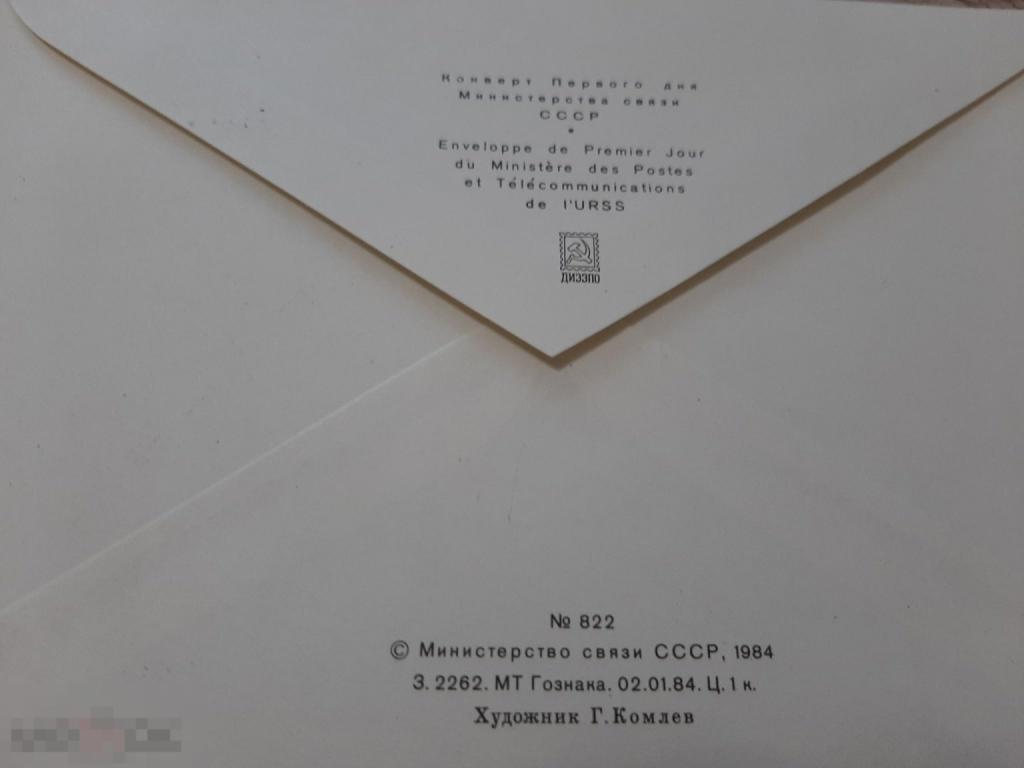 Конверт Первого дня
Министерства связи
СССР
Enveloppe de Premier Jour
du Ministère des Postes
et Télécommunications
de l'URSS
ДИЭЗПО
№ 822
© Министерство связи СССР, 1984
З. 2262. МТ Гознака. 02.01.84. Ц. 1 к.
Художник Г. Комлев